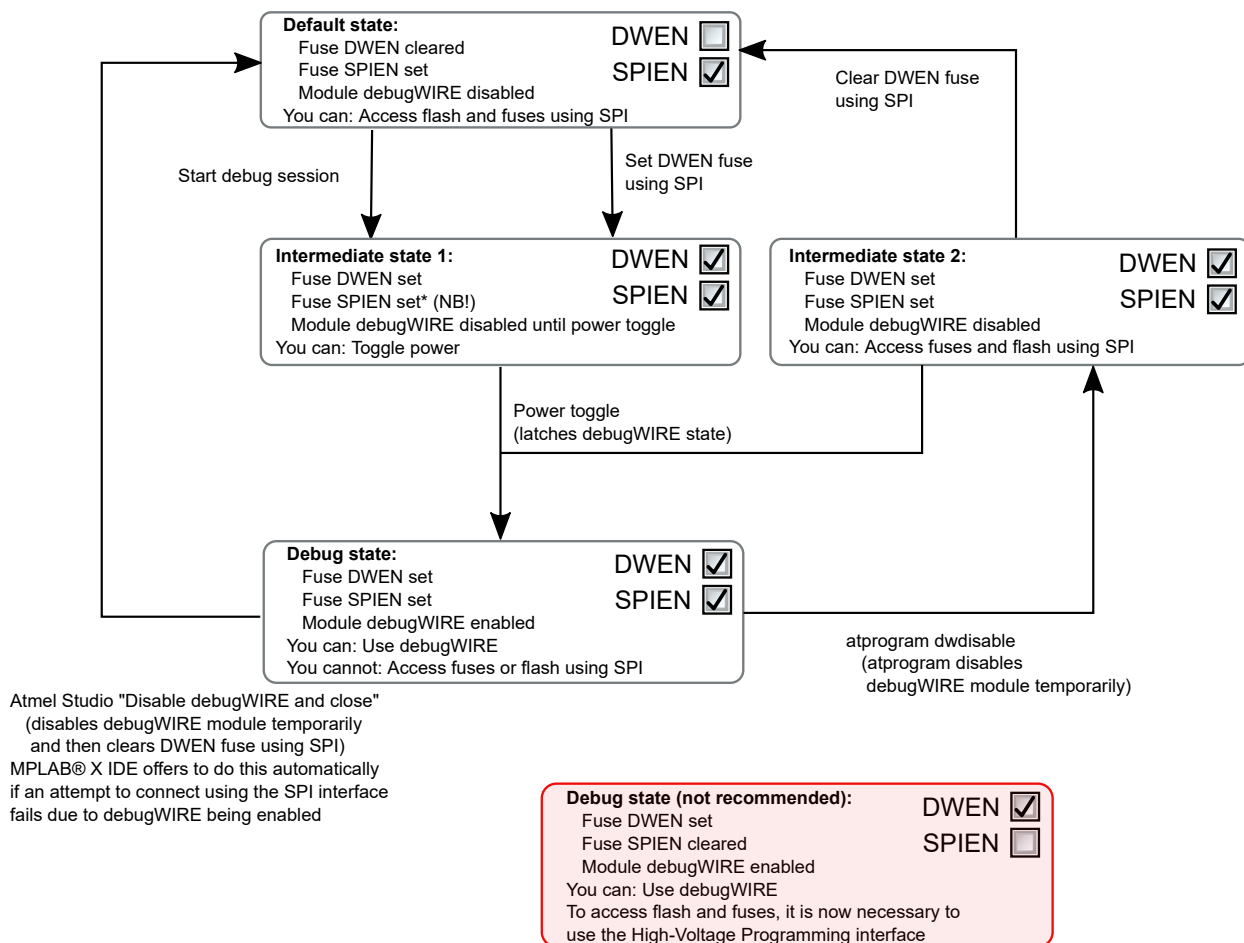 Default state:
Fuse DWEN cleared
Fuse SPIEN set
Module debugWIRE disabled
You can: Access flash and fuses using SPI
DWEN
SPIEN
Clear DWEN fuse
using SPI
Start debug session
Set DWEN fuse
using SPI
Intermediate state 1:
Fuse DWEN set
Fuse SPIEN set* (NB!)
Module debugWIRE disabled until power toggle
You can: Toggle power
DWEN
SPIEN
Intermediate state 2:
Fuse DWEN set
Fuse SPIEN set
Module debugWIRE disabled
You can: Access fuses and flash using SPI
DWEN
SPIEN
Power toggle
(latches debugWIRE state)
Debug state:
Fuse DWEN set
Fuse SPIEN set
Module debugWIRE enabled
You can: Use debugWIRE
You cannot: Access fuses or flash using SPI
DWEN
SPIEN
atprogram dwdisable
(atprogram disables
debugWIRE module temporarily)
Atmel Studio "Disable debugWIRE and close"
(disables debugWIRE module temporarily
and then clears DWEN fuse using SPI)
MPLAB® X IDE offers to do this automatically
if an attempt to connect using the SPI interface
fails due to debugWIRE being enabled
Debug state (not recommended):
Fuse DWEN set
Fuse SPIEN cleared
Module debugWIRE enabled
You can: Use debugWIRE
To access flash and fuses, it is now necessary to
use the High-Voltage Programming interface
DWEN
SPIEN